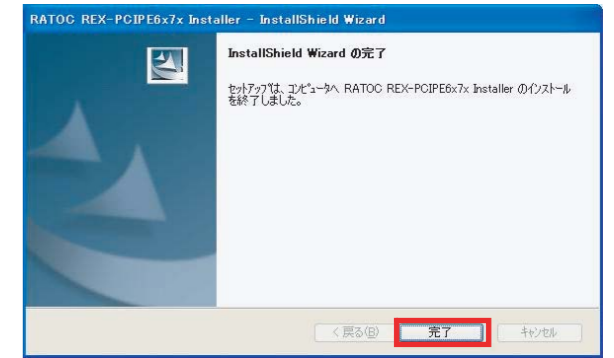 RATOC REX-PCIPE6x7x Installer - InstallShield Wizard
InstallShield Wizard の完了
セットアップは、コンピュータへ RATOC REX-PCIPE6x7x Installer のインストール
を終了しました。
< 戻る(B)
完了
キャンセル